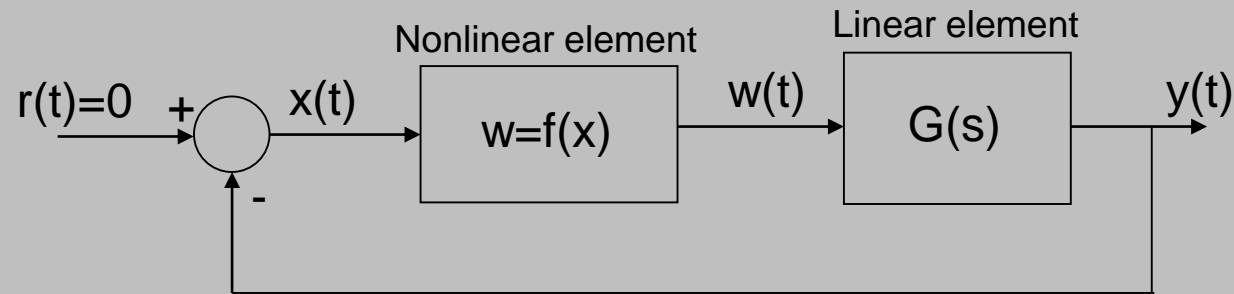 Nonlinear element
Linear element
r(t)=0
+
x(t)
w=f(x)
w(t)
G(s)
y(t)
-